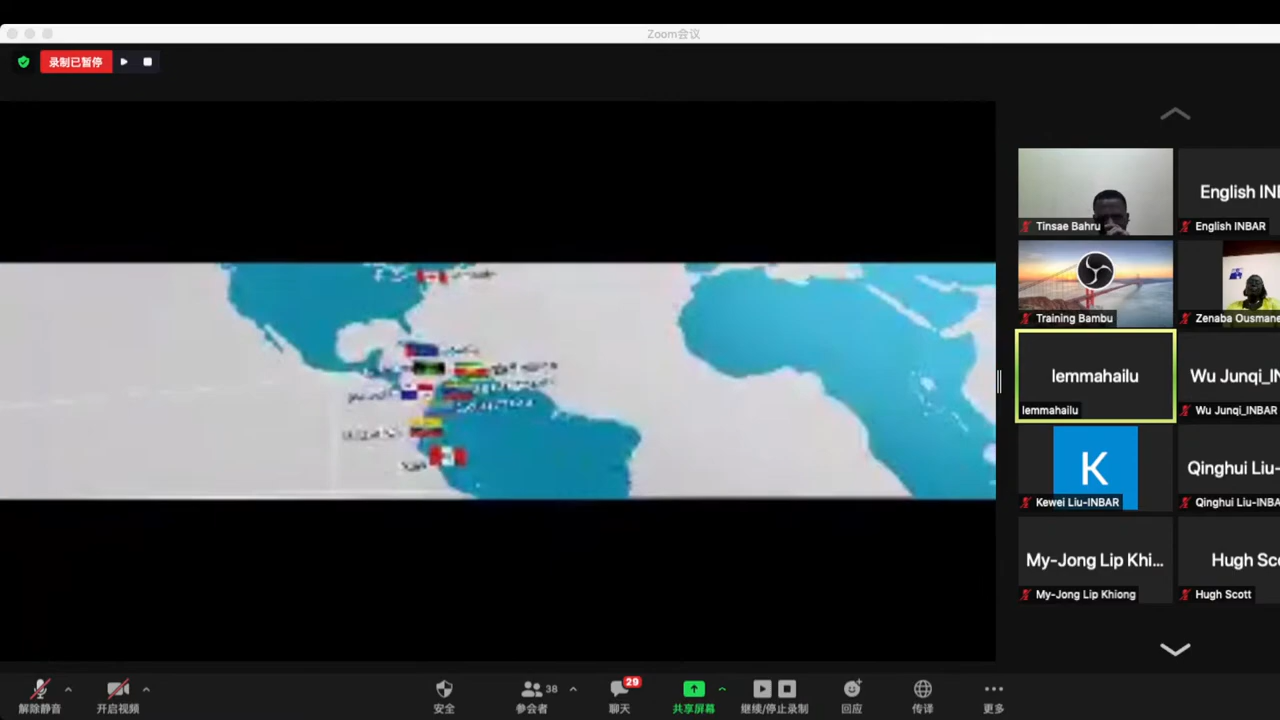 Zoom会议
录制已暂停
English INI
Tinsae Bahru
English INBAR
Training Bambu
Zenaba Ousmane
lemmahailu
lemmahailu
Wu Junqi_IN
Wu Junqi_INBAR
K
Kewei Liu-INBAR
Qinghui Liu-
Qinghui Liu-INBAR
My-Jong Lip Khi...
My-Jong Lip Khiong
Hugh Sco
Hugh Scott
38
29
解除静音
开启视频
安全
参会者
聊天
共享屏幕
继续/停止录制
回应
传译
更多